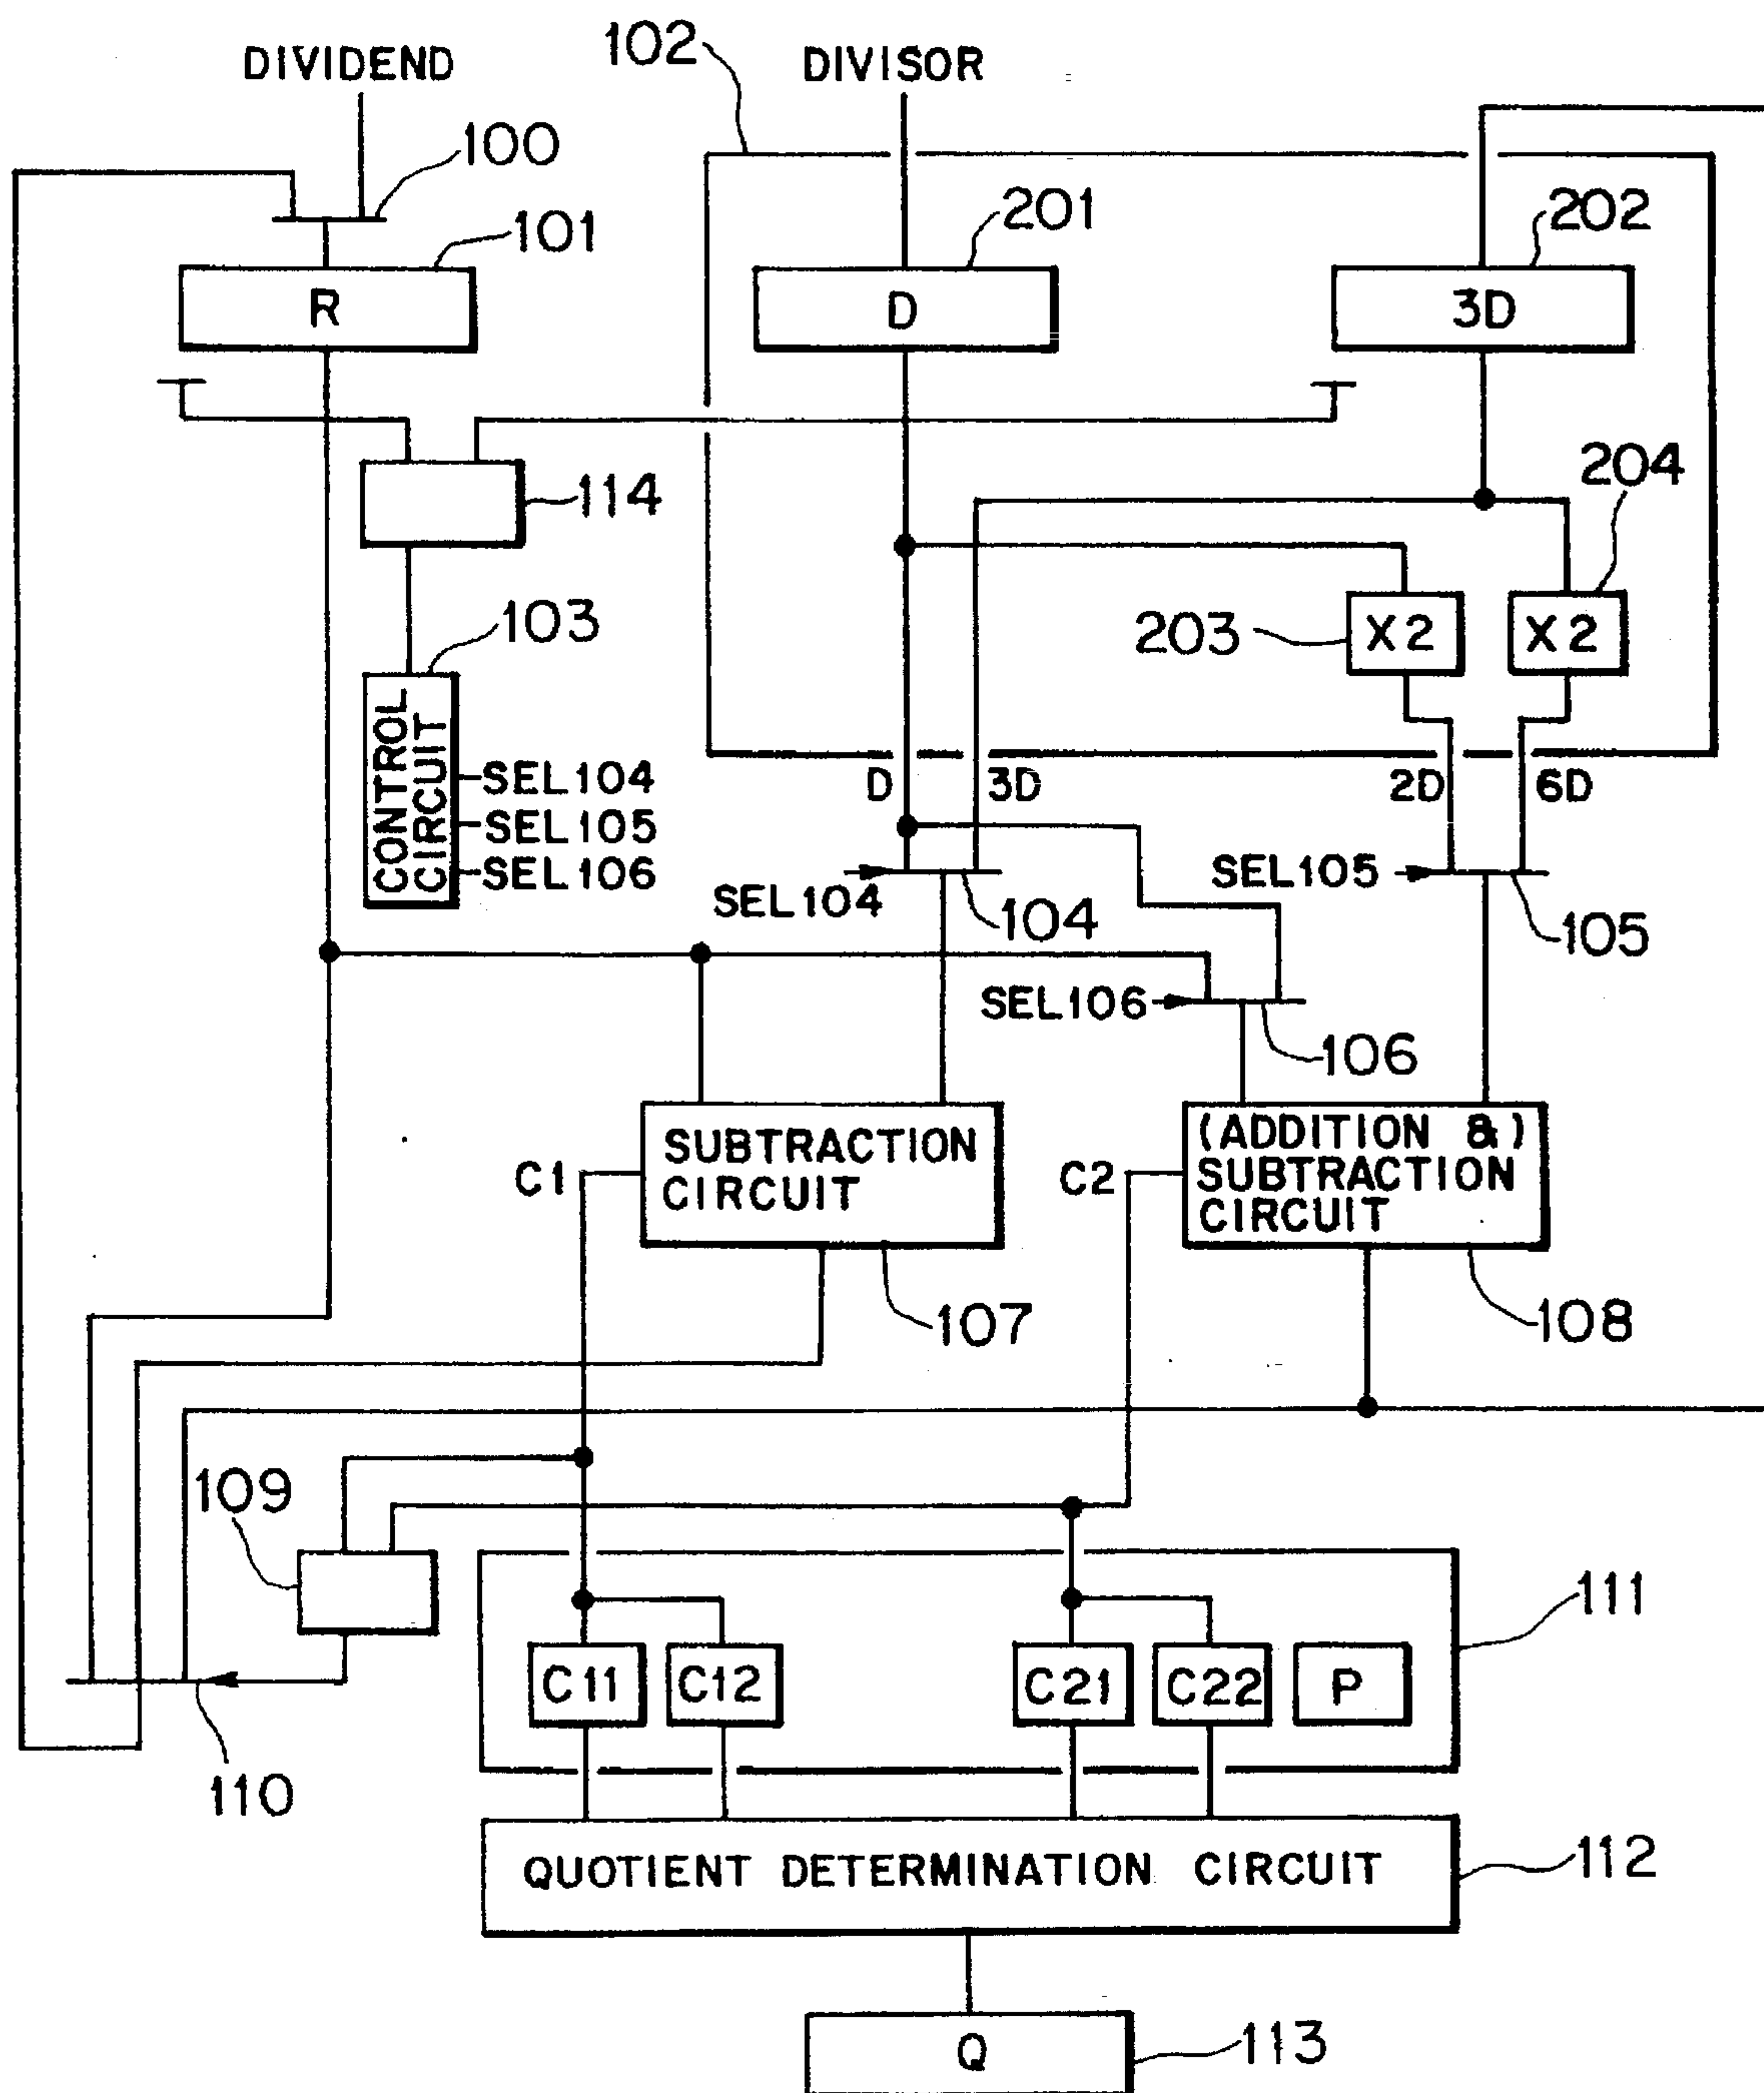 DIVIDEND
102
DIVISOR
100
101
201
202
R
D
3D
114
204
103
203
X2
X2
CONTROL
CIRCUIT
SEL104
SEL105
SEL106
D
3D
2D
6D
SEL104
104
SEL105
105
SEL106
106
C1
SUBTRACTION
CIRCUIT
C2
(ADDITION &)
SUBTRACTION
CIRCUIT
107
108
109
111
C11
C12
C21
C22
P
110
QUOTIENT DETERMINATION CIRCUIT
112
Q
113